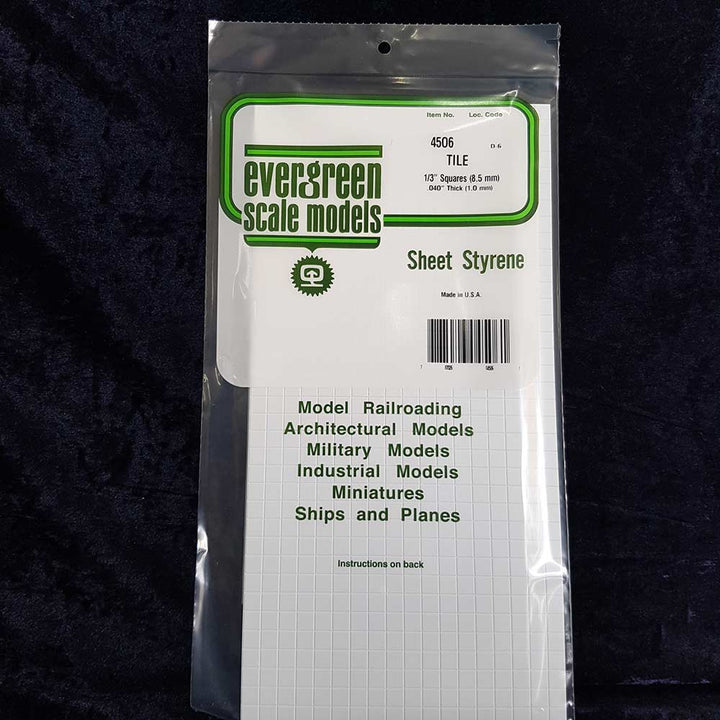 Item No. Loc. Code
4506 D-6
TILE
1/3" Squares (8.5 mm)
.040" Thick (1.0 mm)
evergreen
scale models
Sheet Styrene
Made in U.S.A.
Model Railroading
Architectural Models
Military Models
Industrial Models
Miniatures
Ships and Planes
Instructions on back